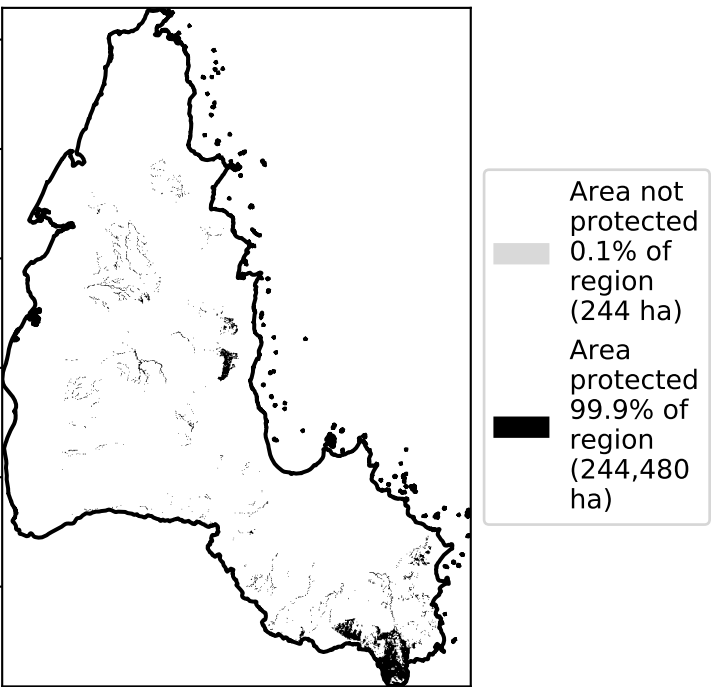 Area not
protected
0.1% of
region
(244 ha)
Area
protected
99.9% of
region
(244,480
ha)